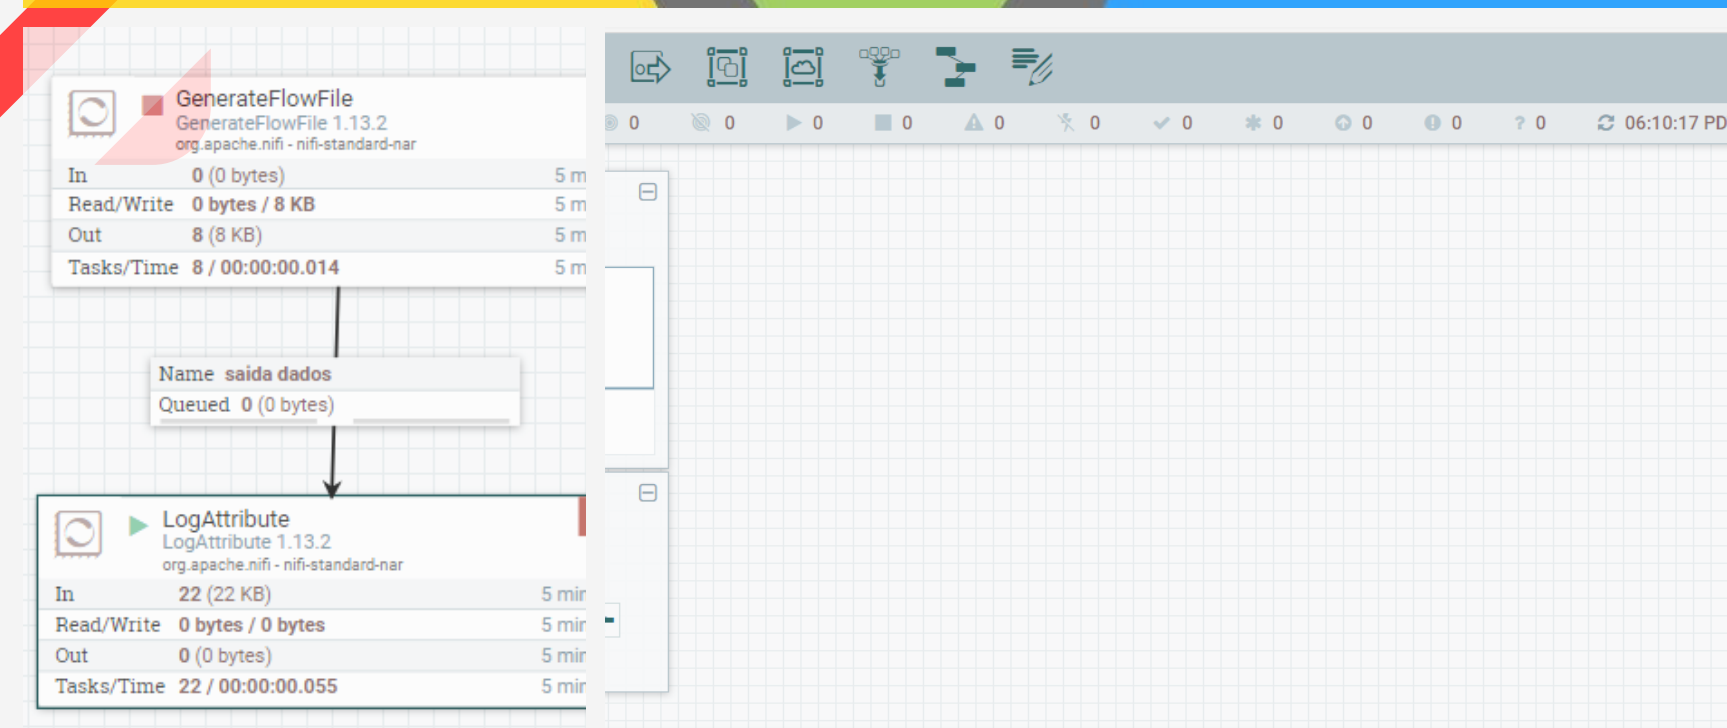 GenerateFlowFile
GenerateFlowFile 1.13.2
org.apache.nifi - nifi-standard-nar
In 0 (0 bytes) 5 m
Read/Write 0 bytes / 8 KB 5 m
Out 8 (8 KB) 5 m
Tasks/Time 8 / 00:00:00.014 5 m
Name saida dados
Queued 0 (0 bytes)
LogAttribute
LogAttribute 1.13.2
org.apache.nifi - nifi-standard-nar
In 22 (22 KB) 5 min
Read/Write 0 bytes / 0 bytes 5 min
Out 0 (0 bytes) 5 min
Tasks/Time 22 / 00:00:00.055 5 min
0 0 0 0 0 0 0 0 0 0 ? 0 06:10:17 PD